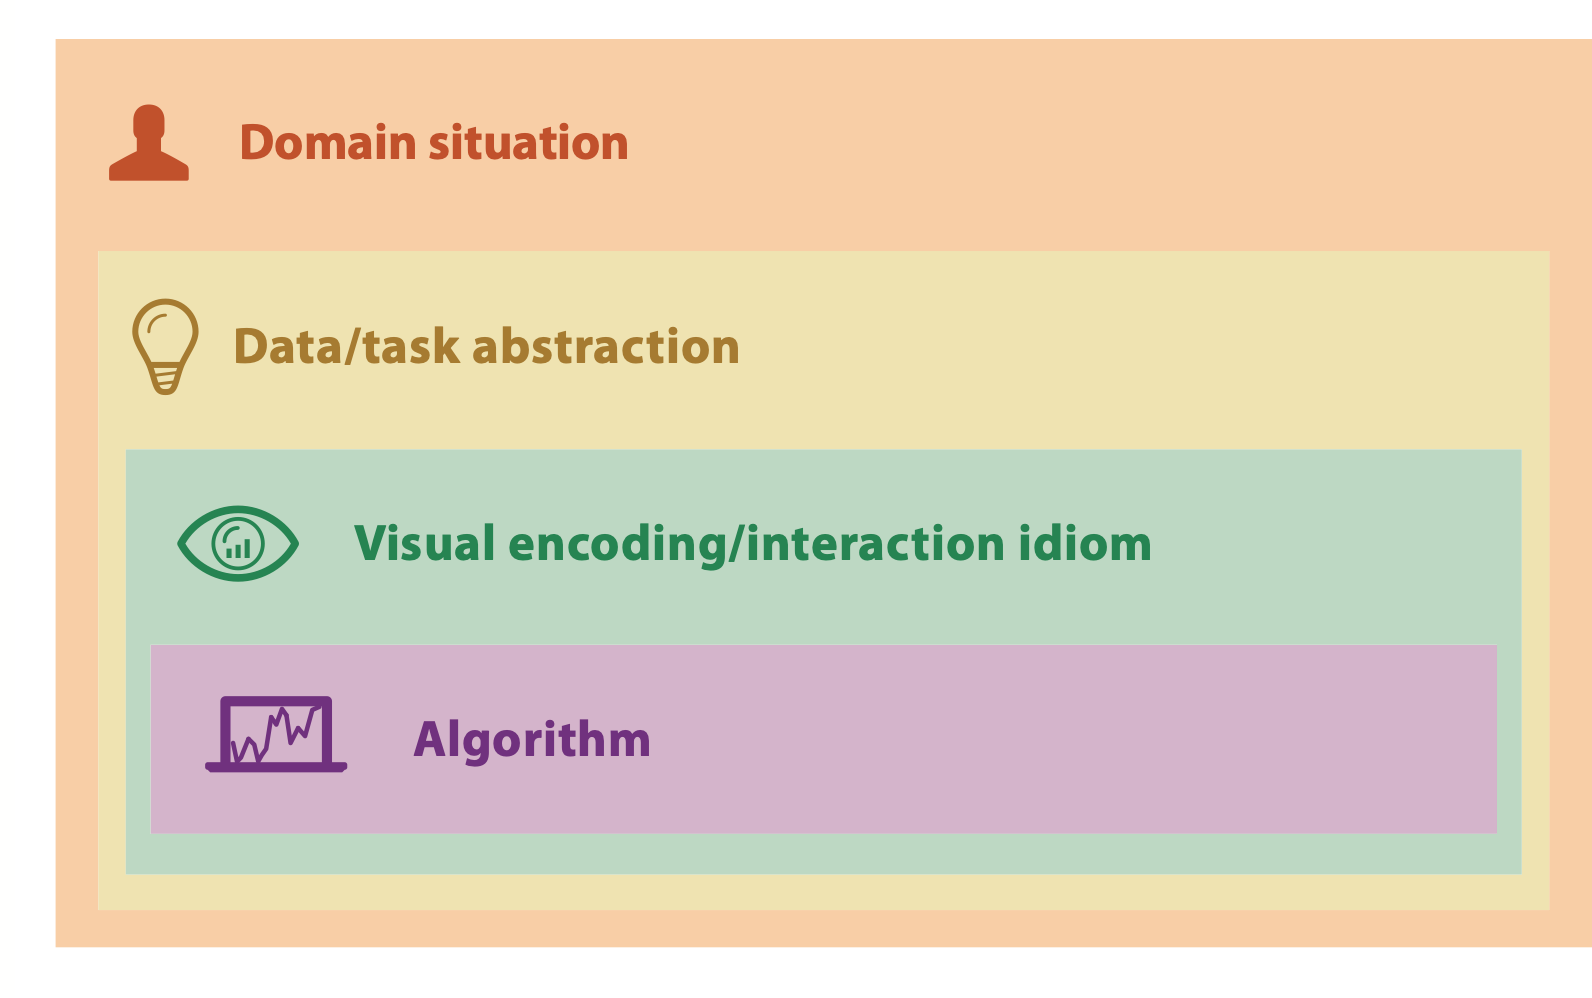 Domain situation
Data/task abstraction
Visual encoding/interaction idiom
Algorithm